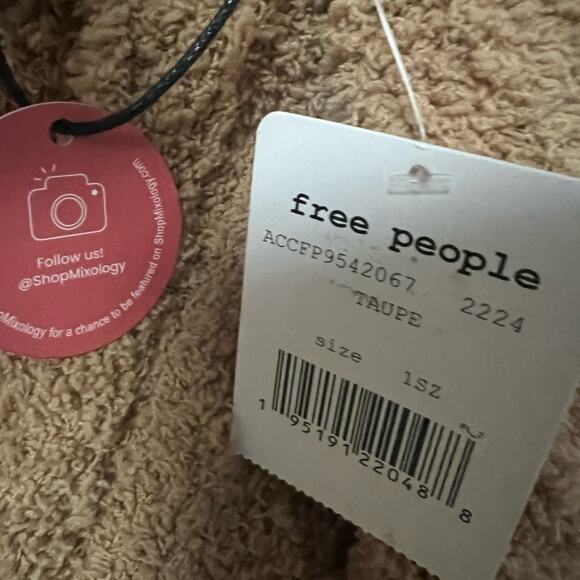 Follow us!
@ShopMixology
Mixology for a chance to be featured on ShopMixology.com
free people
ACCFP9542067 2224
TAUPE
size 1SZ
1 95191 22048 8